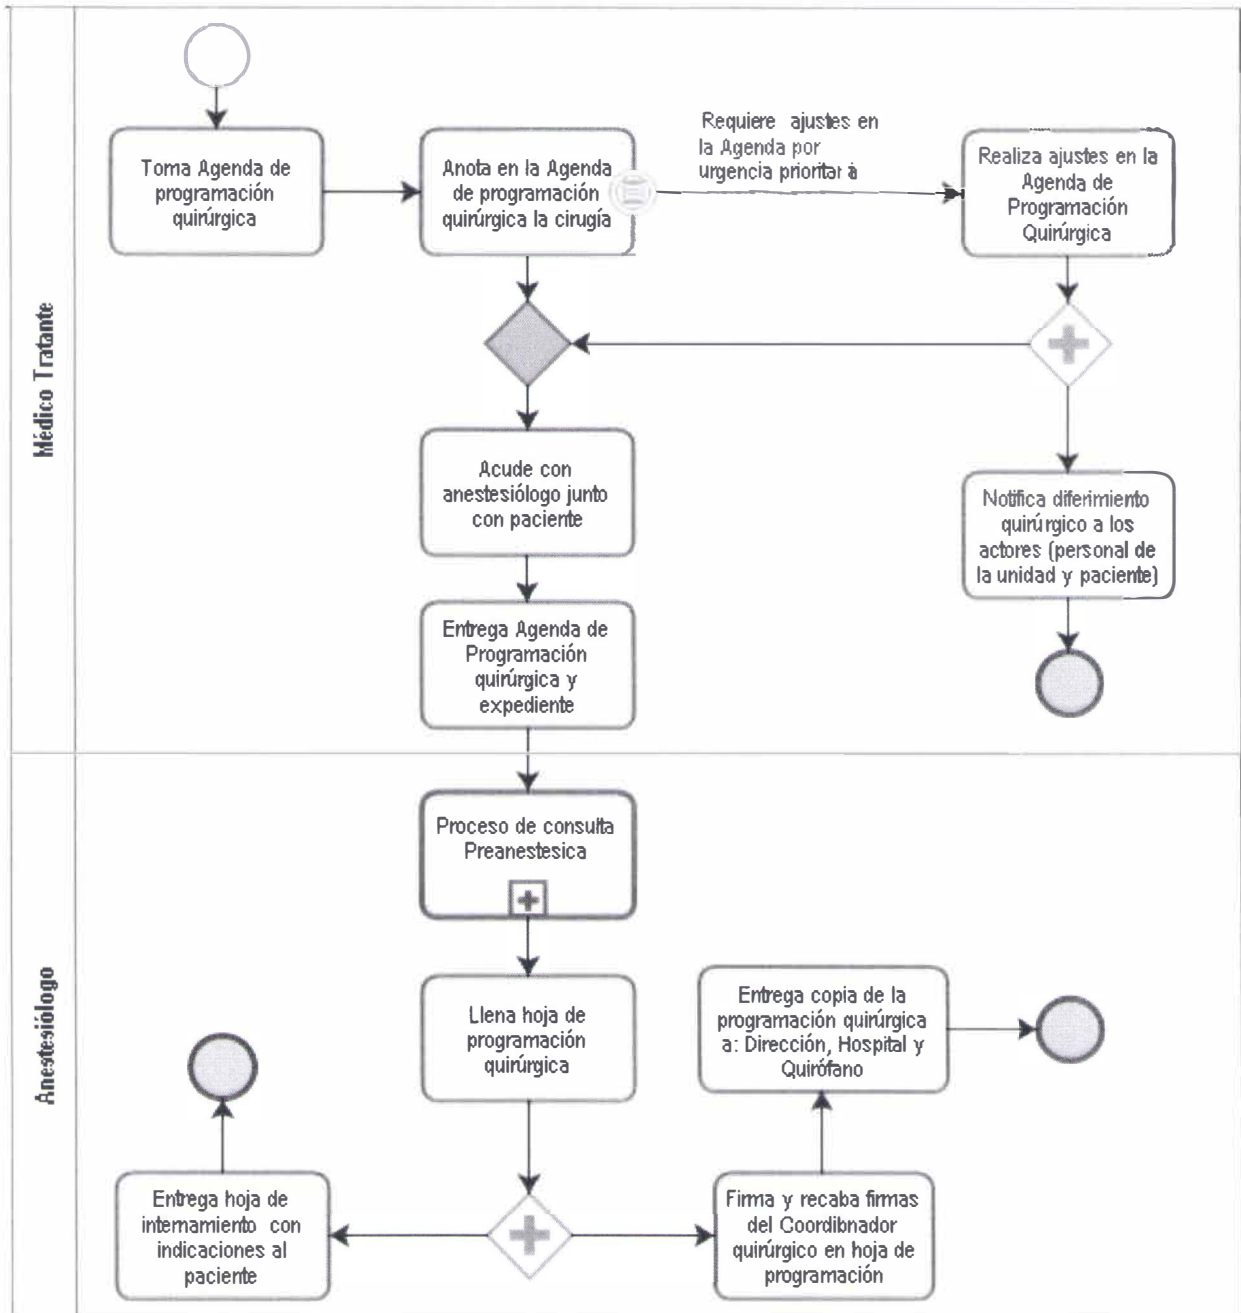 Médico Tratante
Toma Agenda de
programación
quirúrgica
Anota en la Agenda
de programación
quirúrgica la cirugía
Requiere ajustes en
la Agenda por
urgencia prioritaria
Realiza ajustes en la
Agenda de
Programación
Quirúrgica
Acude con
anestesiólogo junto
con paciente
Notifica diferimiento
quirúrgico a los
actores (personal de
la unidad y paciente)
Entrega Agenda de
Programación
quirúrgica y
expediente
Anestesiólogo
Proceso de consulta
Preanestesica
Llena hoja de
programación
quirúrgica
Entrega copia de la
programación quirúrgica
a: Dirección, Hospital y
Quirófano
Entrega hoja de
internamiento con
indicaciones al
paciente
Firma y recaba firmas
del Coordibnador
quirúrgico en hoja de
programación